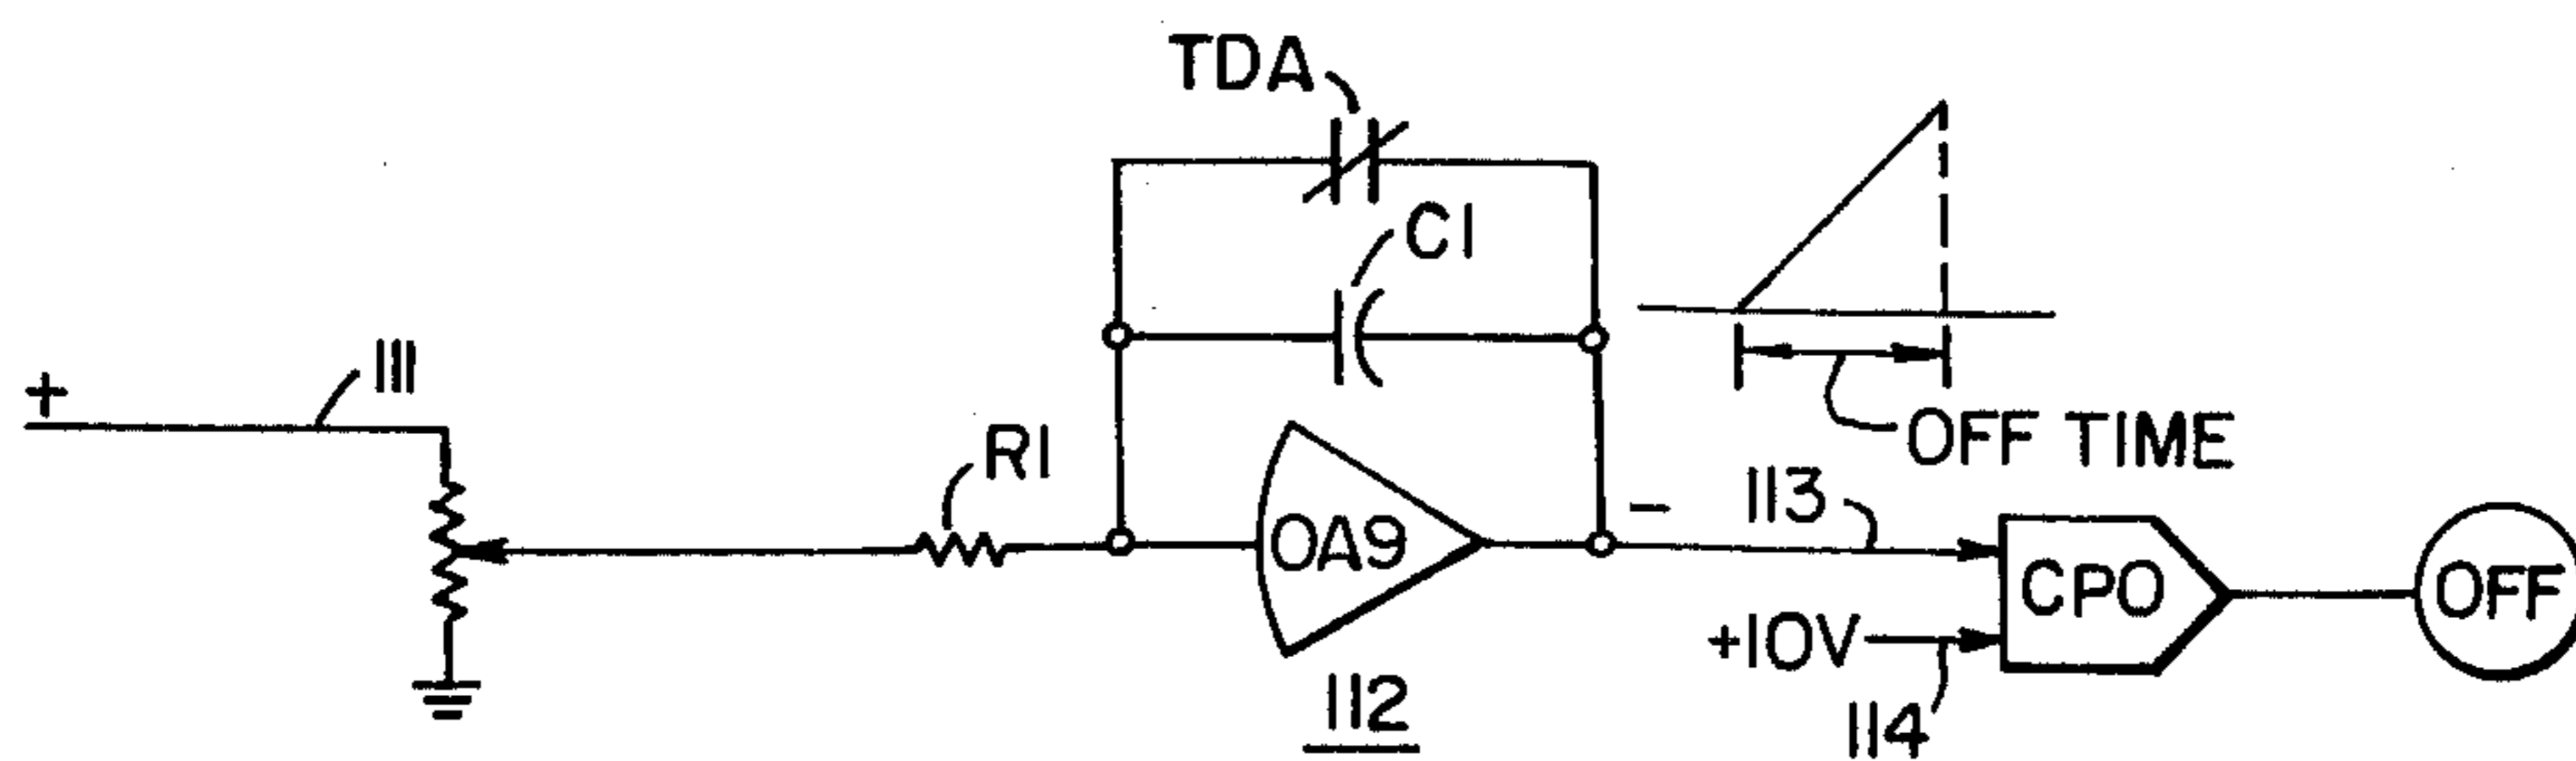 TDA
C1
+
111
R1
OFF TIME
OA9
-
113
CPO
OFF
+10V
112
114